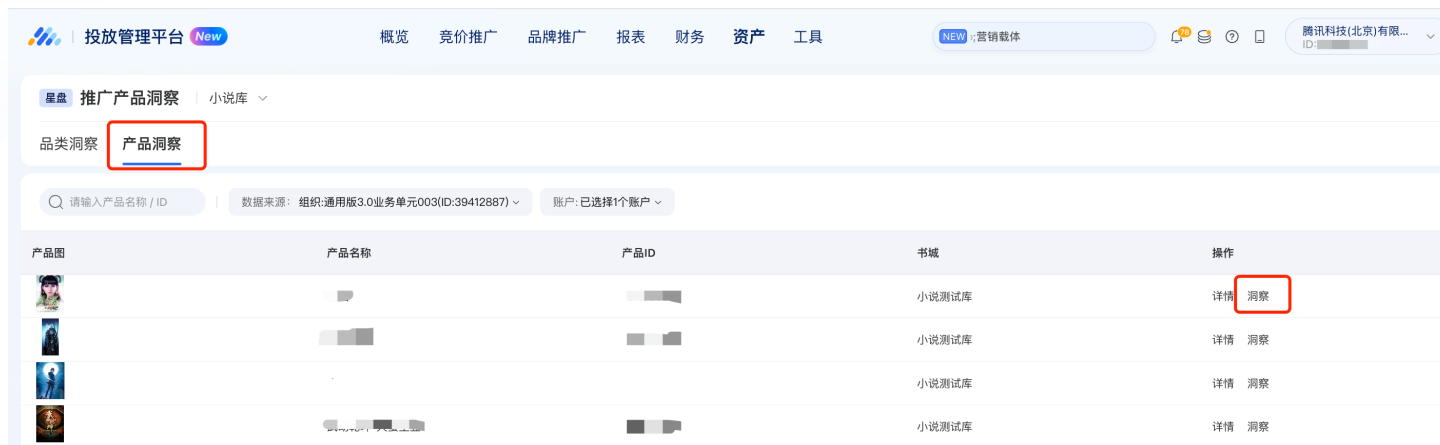 投放管理平台 New 概览 竞价推广 品牌推广 报表 财务 资产 工具 NEW ;营销载体 28 腾讯科技(北京)有限...
ID:
星盘 推广产品洞察 小说库
品类洞察 产品洞察
请输入产品名称 / ID 数据来源: 组织:通用版3.0业务单元003(ID:39412887) 账户: 已选择1个账户
产品图 产品名称 产品ID 书城 操作
小说测试库 详情 洞察
小说测试库 详情 洞察
小说测试库 详情 洞察
小说测试库 详情 洞察